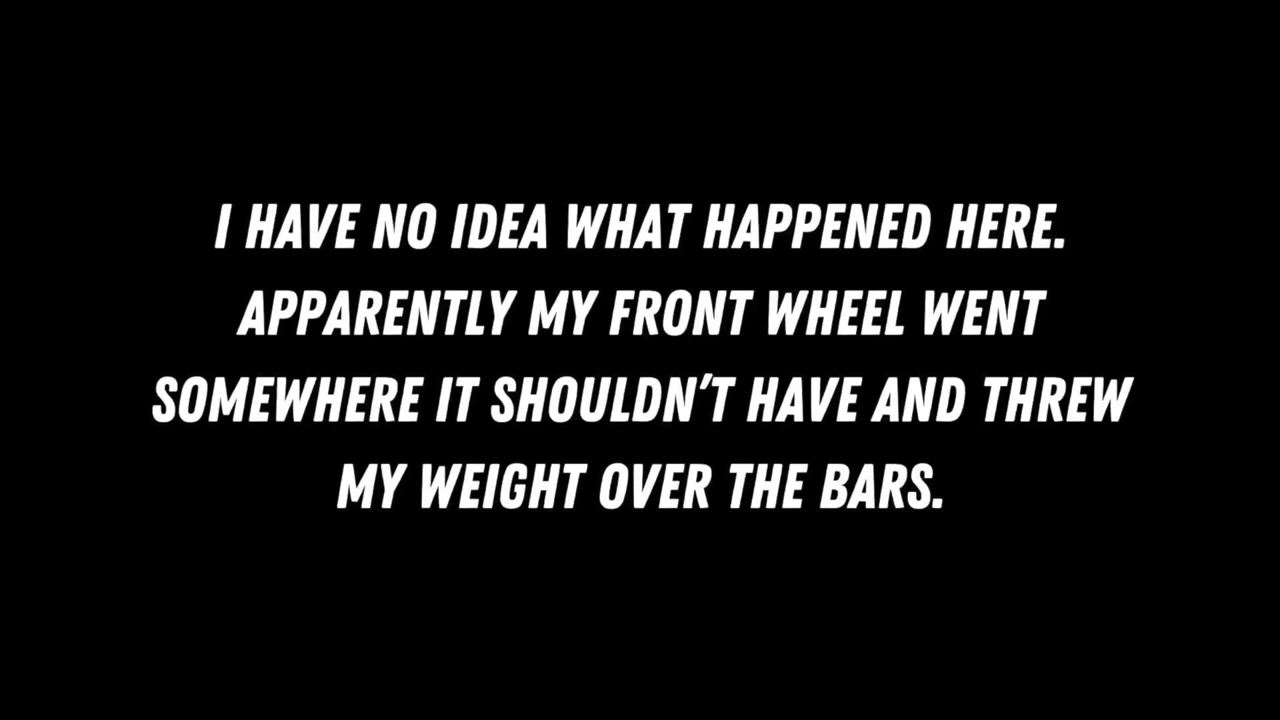 I HAVE NO IDEA WHAT HAPPENED HERE.
APPARENTLY MY FRONT WHEEL WENT
SOMEWHERE IT SHOULDN'T HAVE AND THREW
MY WEIGHT OVER THE BARS.